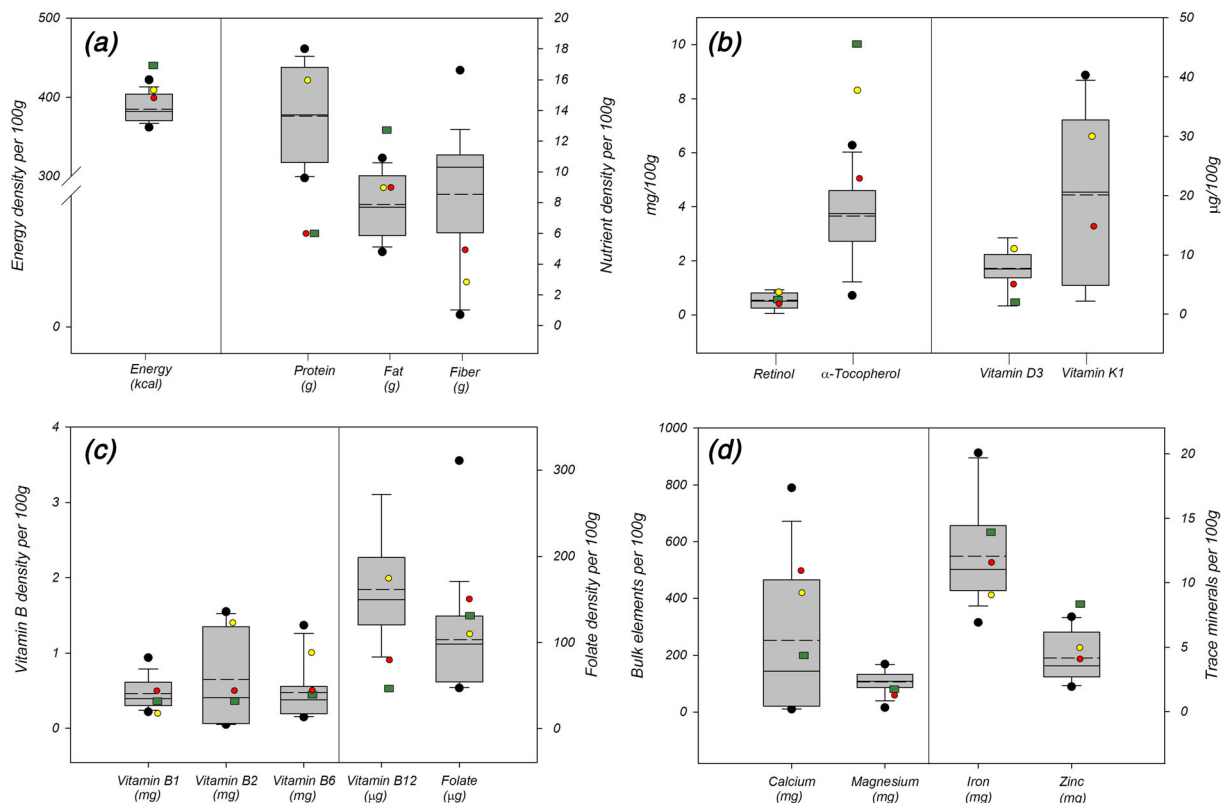 (a)
Energy density per 100g
500
400
300
0
Nutrient density per 100g
20
18
16
14
12
10
8
6
4
2
0
Energy
(kcal)
Protein
(g)
Fat
(g)
Fiber
(g)
(b)
mg/100g
10
8
6
4
2
0
µg/100g
50
40
30
20
10
0
Retinol
α-Tocopherol
Vitamin D3
Vitamin K1
(c)
Vitamin B density per 100g
4
3
2
1
0
Folate density per 100g
300
200
100
0
Vitamin B1
(mg)
Vitamin B2
(mg)
Vitamin B6
(mg)
Vitamin B12
(µg)
Folate
(µg)
(d)
Bulk elements per 100g
1000
800
600
400
200
0
Trace minerals per 100g
20
15
10
5
0
Calcium
(mg)
Magnesium
(mg)
Iron
(mg)
Zinc
(mg)